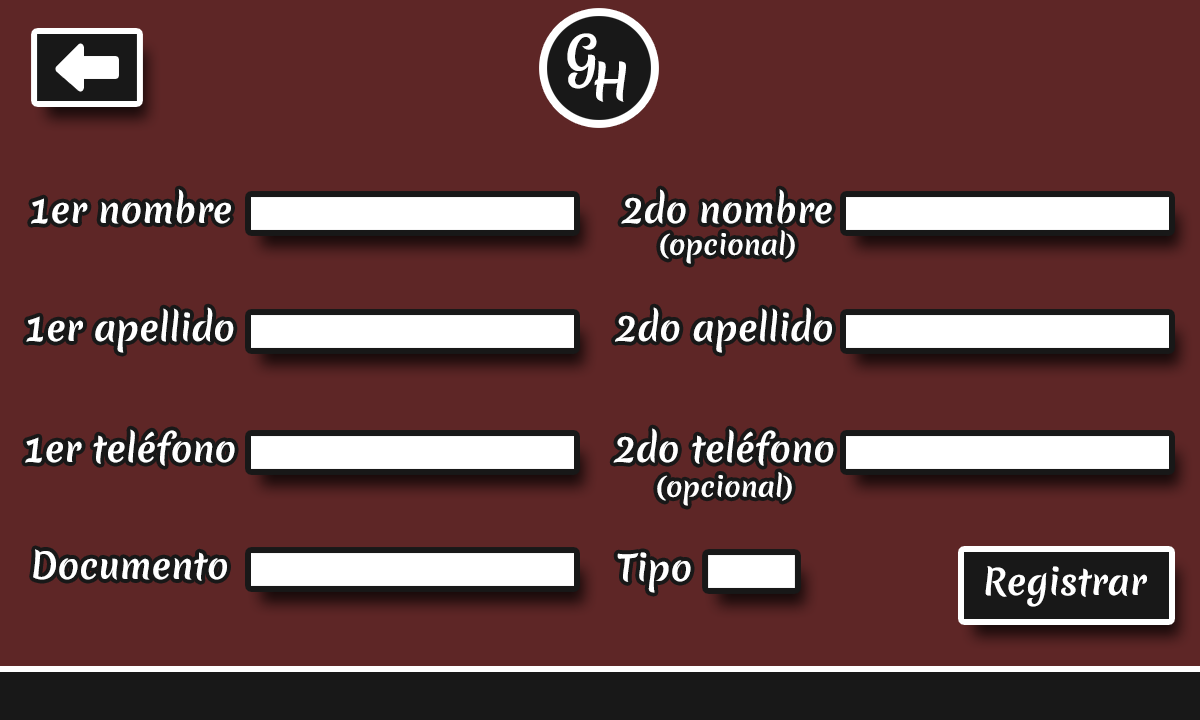 GH
1er nombre
2do nombre
(opcional)
1er apellido
2do apellido
1er teléfono
2do teléfono
(opcional)
Documento
Tipo
Registrar